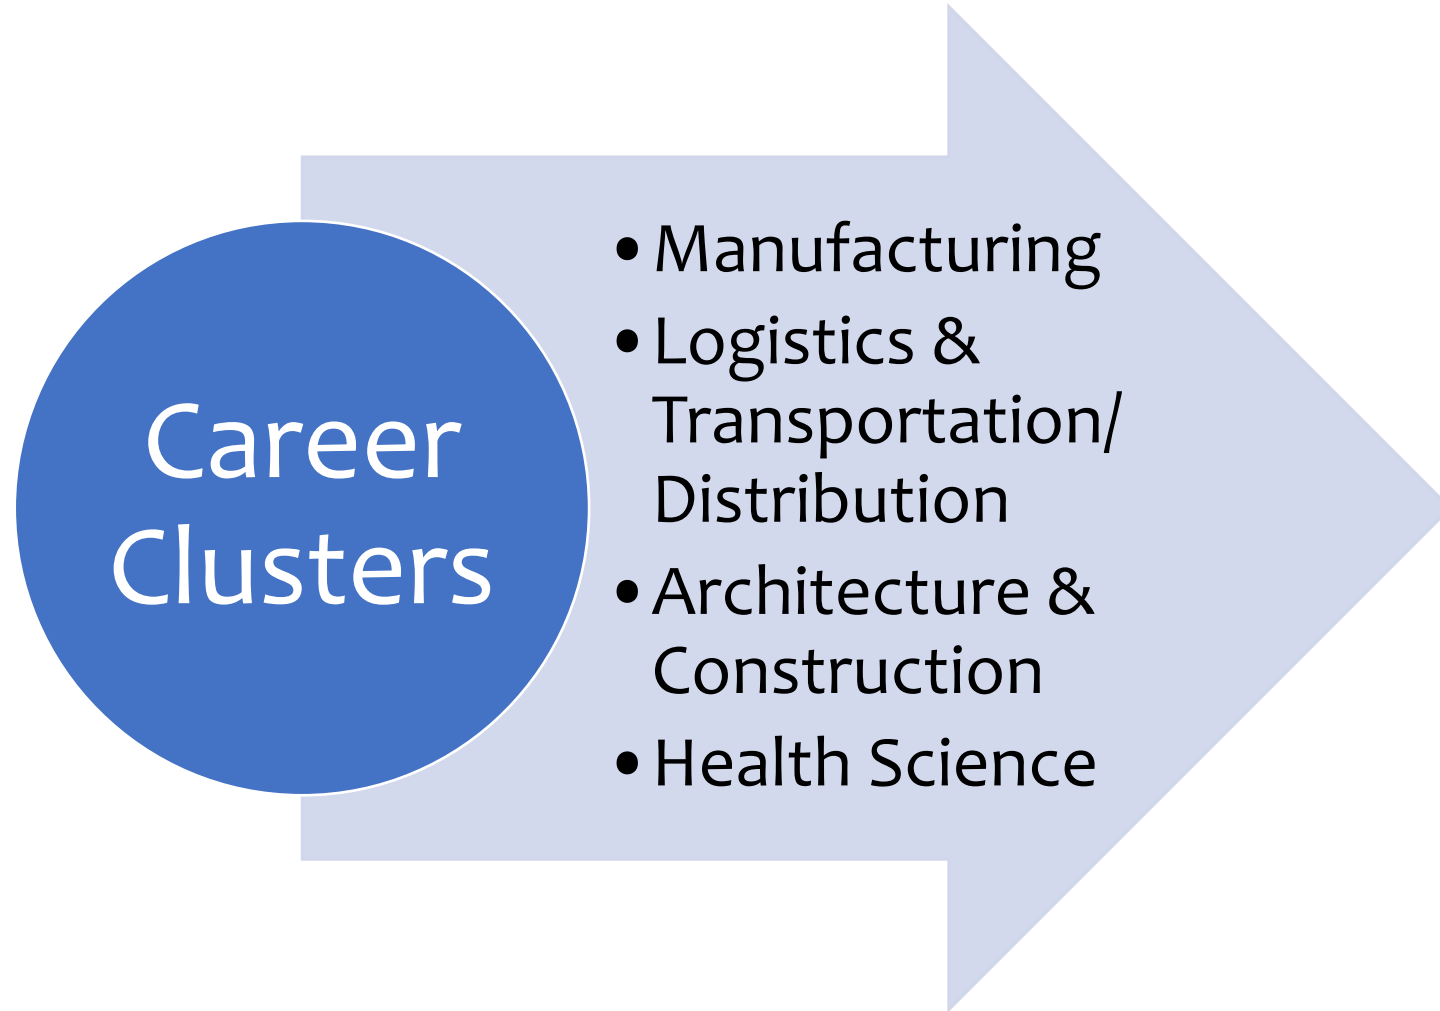 Career
Clusters
•Manufacturing
•Logistics &
Transportation/
Distribution
•Architecture &
Construction
•Health Science